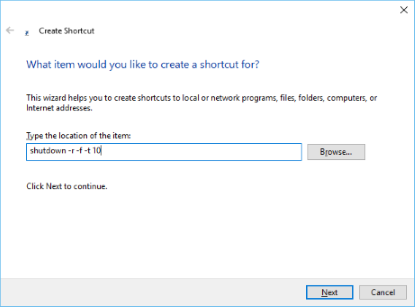 Create Shortcut
What item would you like to create a shortcut for?
This wizard helps you to create shortcuts to local or network programs, files, folders, computers, or
Internet addresses.
Type the location of the item:
shutdown -r -f -t 10
Browse...
Click Next to continue.
Next
Cancel